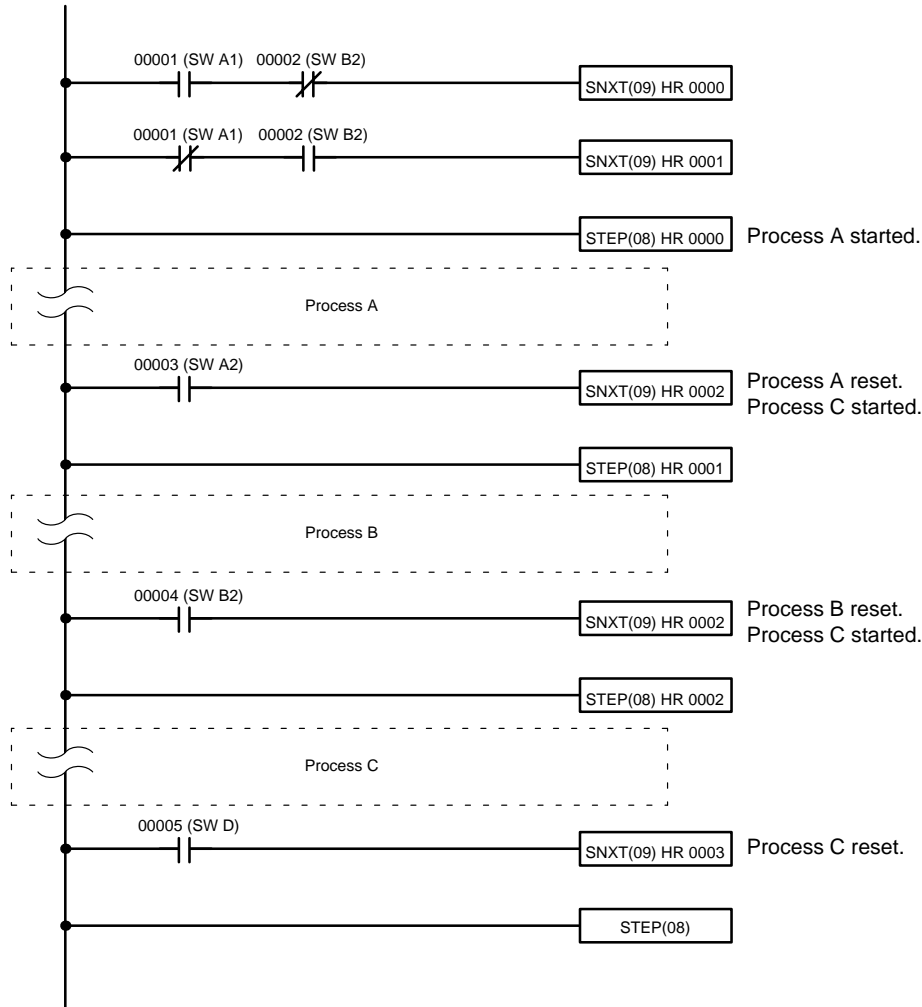 00001 (SW A1) 00002 (SW B2)
SNXT(09) HR 0000
00001 (SW A1) 00002 (SW B2)
SNXT(09) HR 0001
STEP(08) HR 0000 Process A started.
Process A
00003 (SW A2)
SNXT(09) HR 0002
Process A reset.
Process C started.
STEP(08) HR 0001
Process B
00004 (SW B2)
SNXT(09) HR 0002
Process B reset.
Process C started.
STEP(08) HR 0002
Process C
00005 (SW D)
SNXT(09) HR 0003 Process C reset.
STEP(08)